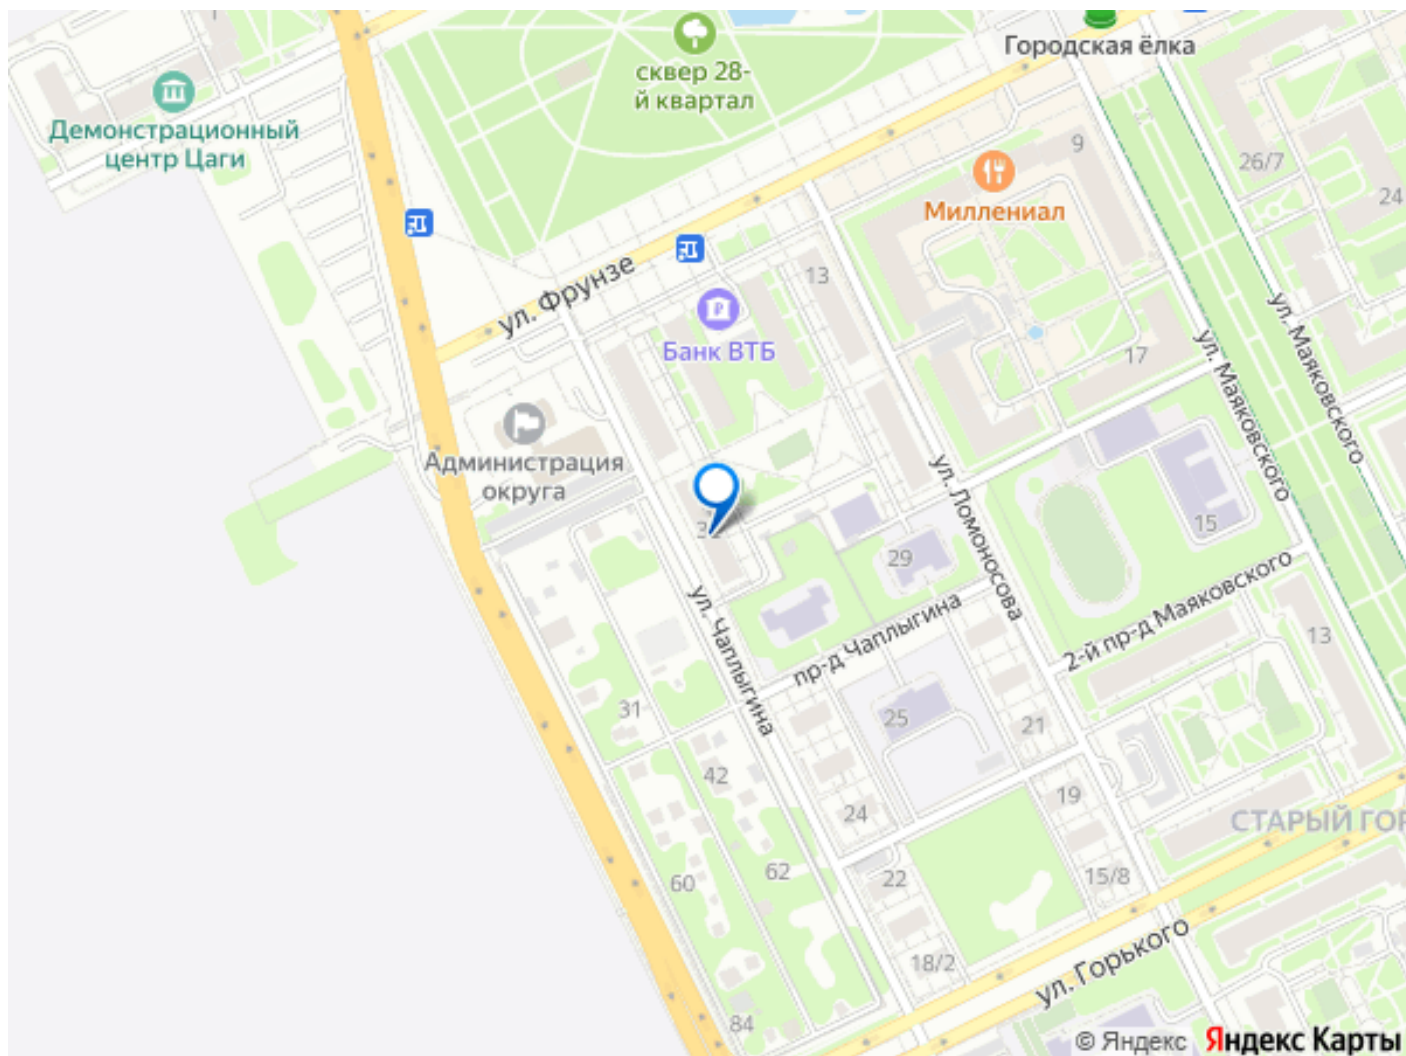 Городская ёлка
сквер 28-
й квартал
Демонстрационный
центр Цаги
9
26/7
24
Миллениал
ул. Фрунзе
13
Банк ВТБ
17
ул. Маяковского
ул. Маяковского
Администрация
округа
ул. Ломоносова
15
29
ул. Чаплыгина
пр-д Чаплыгина
2-й пр-д Маяковского
13
31
25
21
42
19
24
СТАРЫЙ ГОР
60
62
22
15/8
18/2
ул. Горького
84
© Яндекс Яндекс Карты